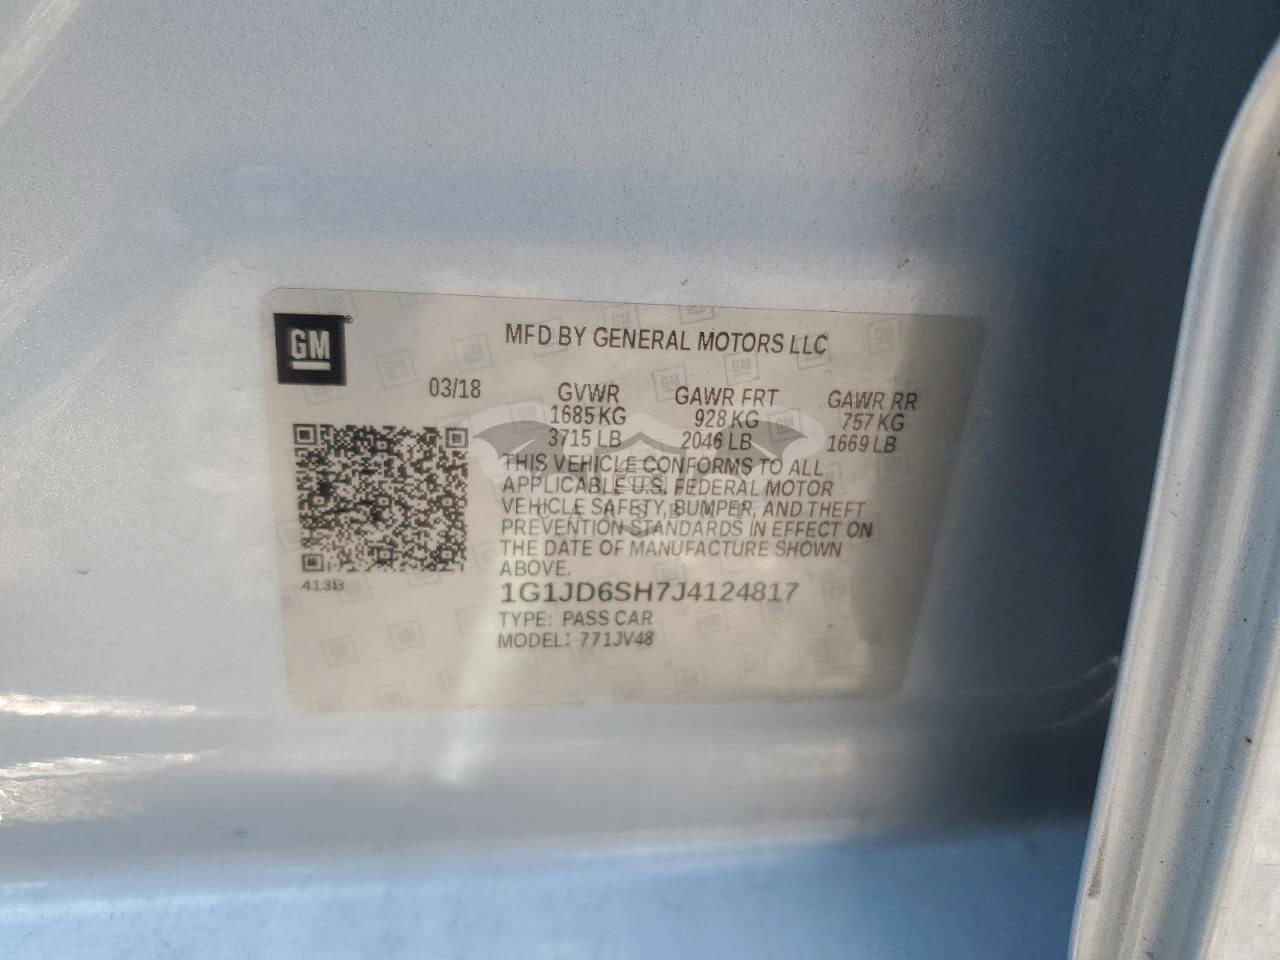 GM
®
MFD BY GENERAL MOTORS LLC
03/18 GVWR GAWR FRT GAWR RR
1685 KG 928 KG 757 KG
3715 LB 2046 LB 1669 LB
THIS VEHICLE CONFORMS TO ALL
APPLICABLE U.S. FEDERAL MOTOR
VEHICLE SAFETY, BUMPER, AND THEFT
PREVENTION STANDARDS IN EFFECT ON
THE DATE OF MANUFACTURE SHOWN
ABOVE.
413B
1G1JD6SH7J4124817
TYPE: PASS CAR
MODEL: 771JV48